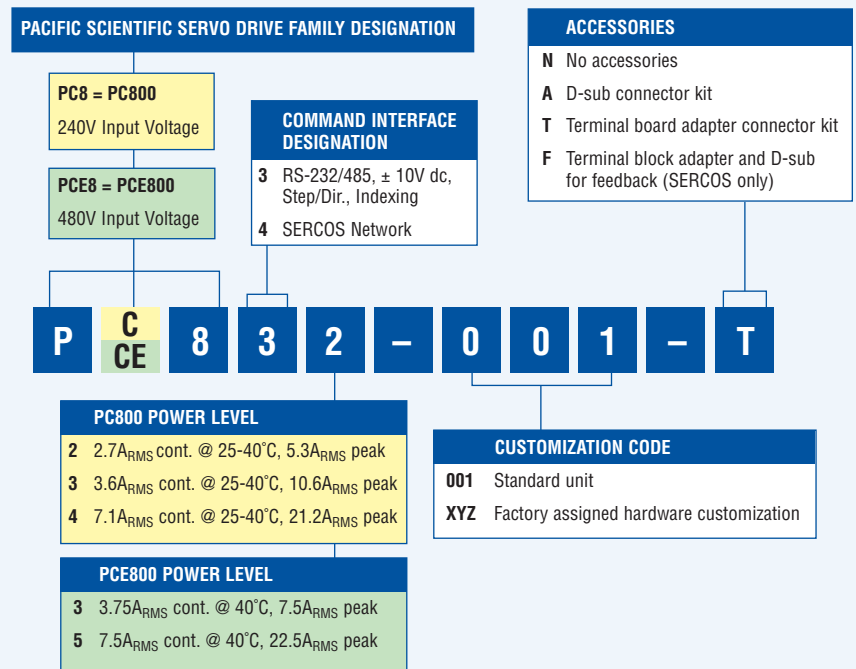 PACIFIC SCIENTIFIC SERVO DRIVE FAMILY DESIGNATION
PC8 = PC800
240V Input Voltage
PCE8 = PCE800
480V Input Voltage
COMMAND INTERFACE
DESIGNATION
3 RS-232/485, ± 10V dc,
Step/Dir., Indexing
4 SERCOS Network
ACCESSORIES
N No accessories
A D-sub connector kit
T Terminal board adapter connector kit
F Terminal block adapter and D-sub
for feedback (SERCOS only)
P C CE 8 3 2 – 0 0 1 – T
PC800 POWER LEVEL
2 2.7ARMS cont. @ 25-40°C, 5.3ARMS peak
3 3.6ARMS cont. @ 25-40°C, 10.6ARMS peak
4 7.1ARMS cont. @ 25-40°C, 21.2ARMS peak
PCE800 POWER LEVEL
3 3.75ARMS cont. @ 40°C, 7.5ARMS peak
5 7.5ARMS cont. @ 40°C, 22.5ARMS peak
CUSTOMIZATION CODE
001 Standard unit
XYZ Factory assigned hardware customization